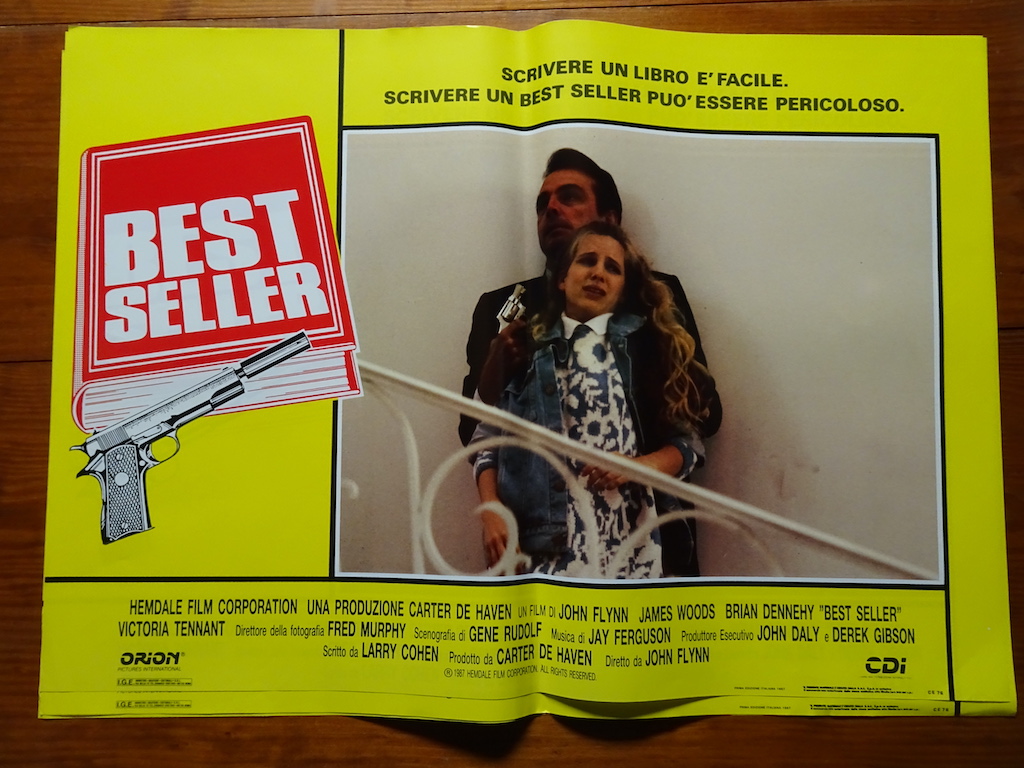 SCRIVERE UN LIBRO E' FACILE.
SCRIVERE UN BEST SELLER PUO' ESSERE PERICOLOSO.
BEST
SELLER
HEMDALE FILM CORPORATION UNA PRODUZIONE CARTER DE HAVEN UN FILM DI JOHN FLYNN JAMES WOODS BRIAN DENNEHY "BEST SELLER"
VICTORIA TENNANT Direttore della fotografia FRED MURPHY Scenografia di GENE RUDOLF Musica di JAY FERGUSON Produttore Esecutivo JOHN DALY e DEREK GIBSON
Scritto da LARRY COHEN Prodotto da CARTER DE HAVEN Diretto da JOHN FLYNN
ORION
PICTURES INTERNATIONAL
© 1987 HEMDALE FILM CORPORATION. ALL RIGHTS RESERVED.
CDi
I.G.E.
I.G.E.